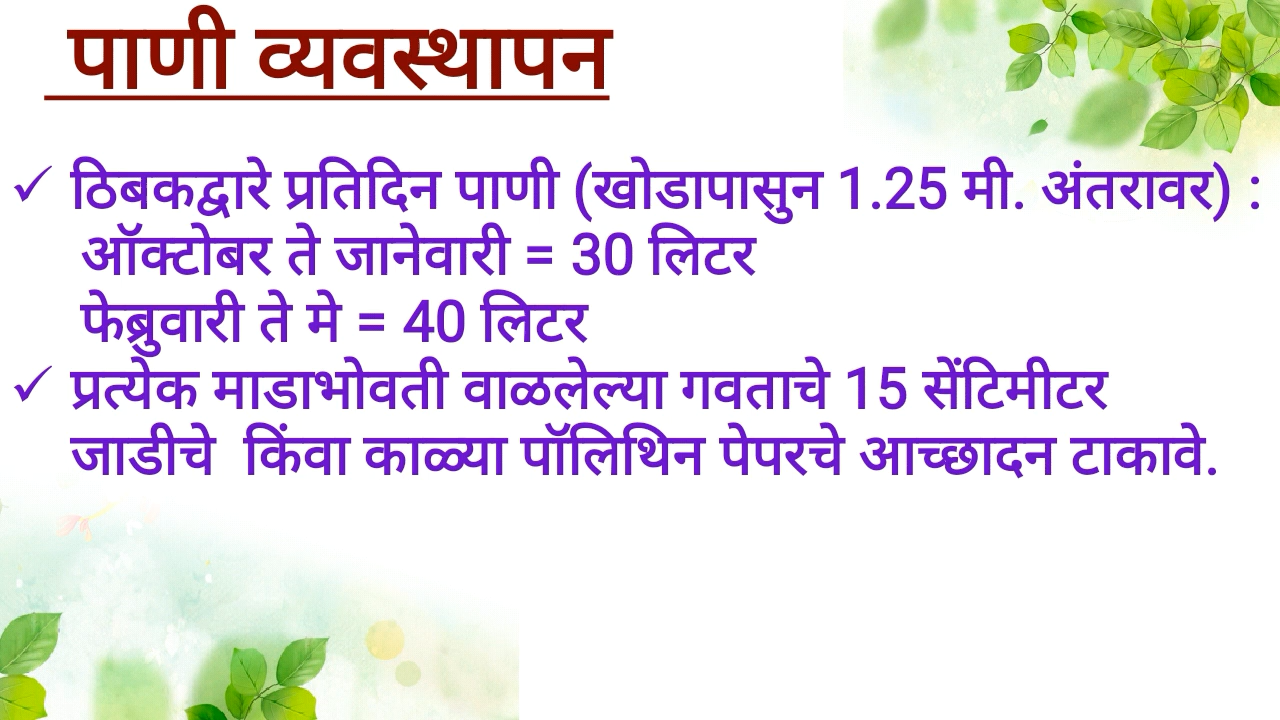 पाणी व्यवस्थापन
✓ ठिबकद्वारे प्रतिदिन पाणी (खोडापासुन 1.25 मी. अंतरावर) :
ऑक्टोबर ते जानेवारी = 30 लिटर
फेब्रुवारी ते मे = 40 लिटर
✓ प्रत्येक माडाभोवती वाळलेल्या गवताचे 15 सेंटिमीटर
जाडीचे किंवा काळ्या पॉलिथिन पेपरचे आच्छादन टाकावे.